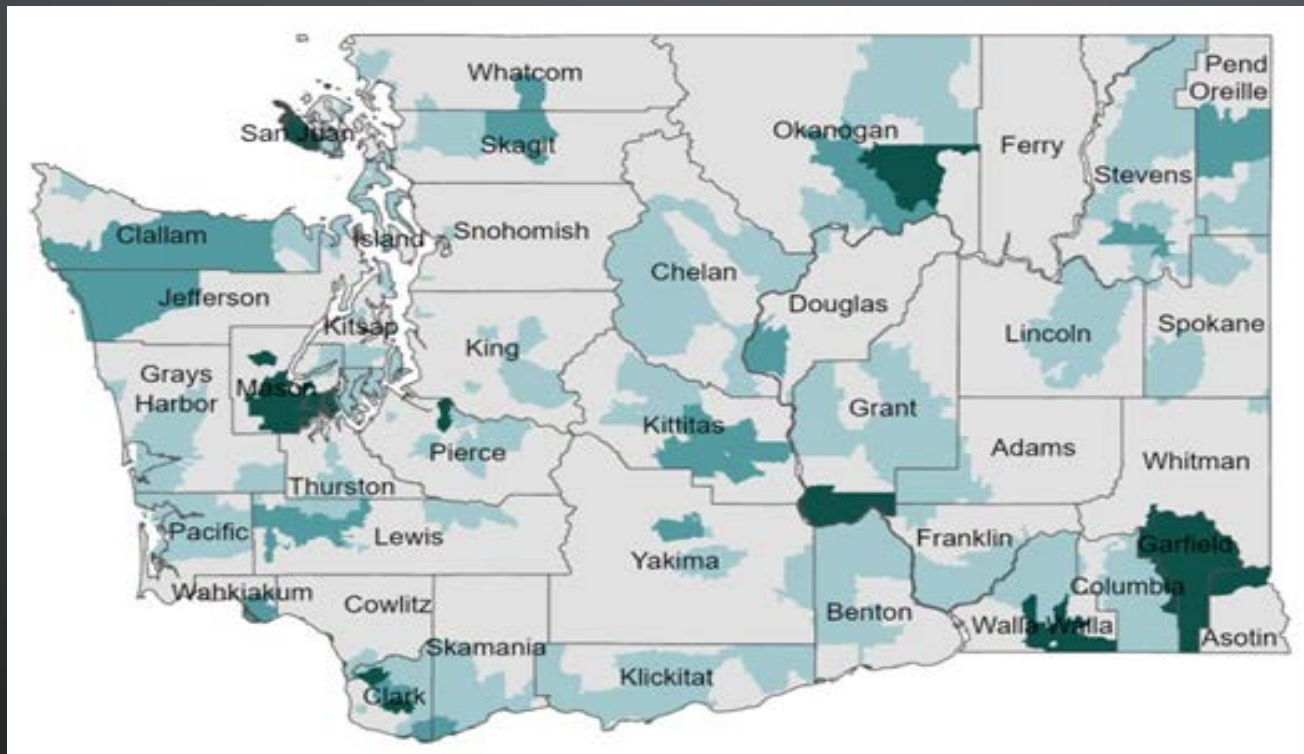 Whatcom
Pend
Oreille
San Juan
Skagit
Okanogan
Ferry
Stevens
Clallam
Island
Snohomish
Chelan
Jefferson
Douglas
Kitsap
King
Lincoln
Spokane
Grays
Harbor
Mason
Kittitas
Grant
Pierce
Adams
Whitman
Thurston
Pacific
Lewis
Yakima
Franklin
Garfield
Wahkiakum
Cowlitz
Columbia
Benton
Walla Walla
Skamania
Asotin
Klickitat
Clark